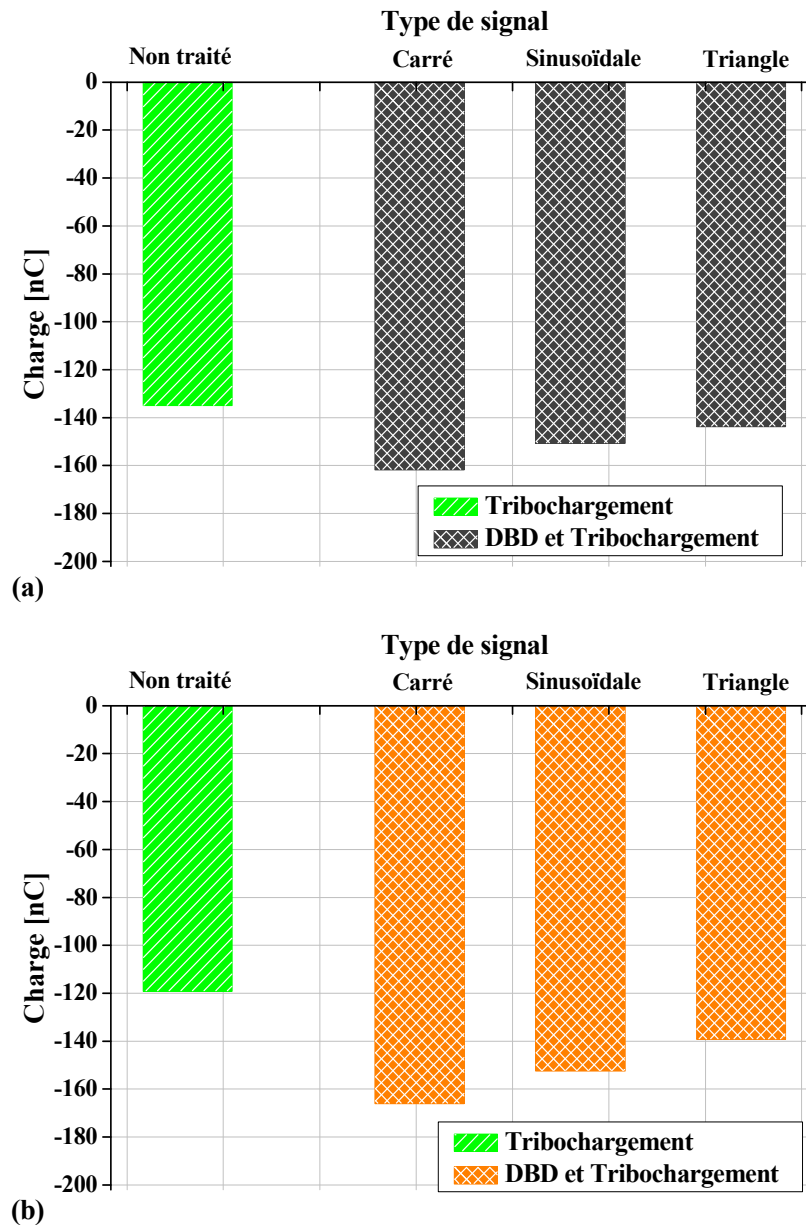 Type de signal
Non traité Carré Sinusoïdale Triangle
0
-20
-40
-60
-80
-100
-120
-140
-160
-180
-200
Charge [nC]
Tribochargement
DBD et Tribochargement
(a)
Type de signal
Non traité Carré Sinusoïdale Triangle
0
-20
-40
-60
-80
-100
-120
-140
-160
-180
-200
Charge [nC]
Tribochargement
DBD et Tribochargement
(b)